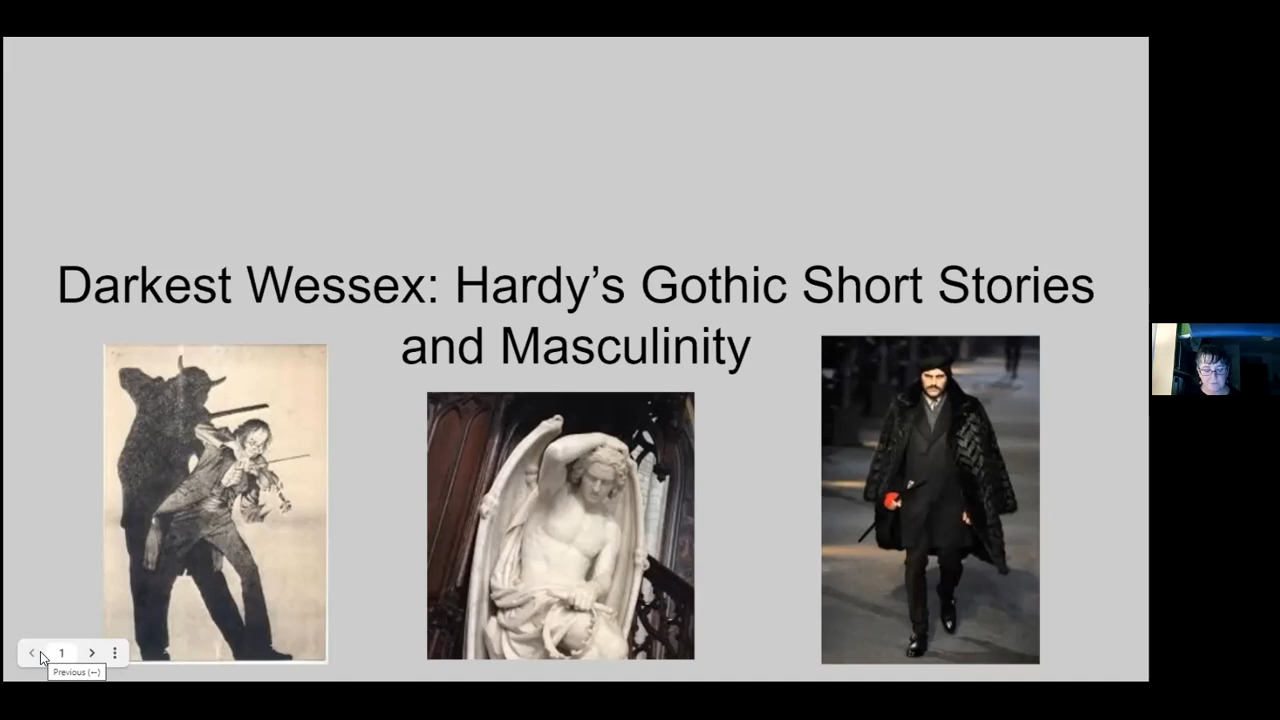 Darkest Wessex: Hardy’s Gothic Short Stories
and Masculinity
1
Previous (←)